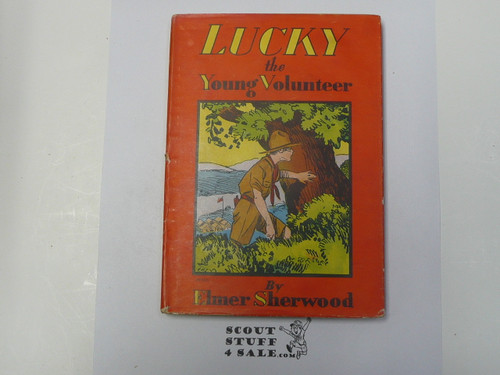 LUCKY
the
Young Volunteer
By
Elmer Sherwood
SCOUT
STUFF
4 SALE.COM